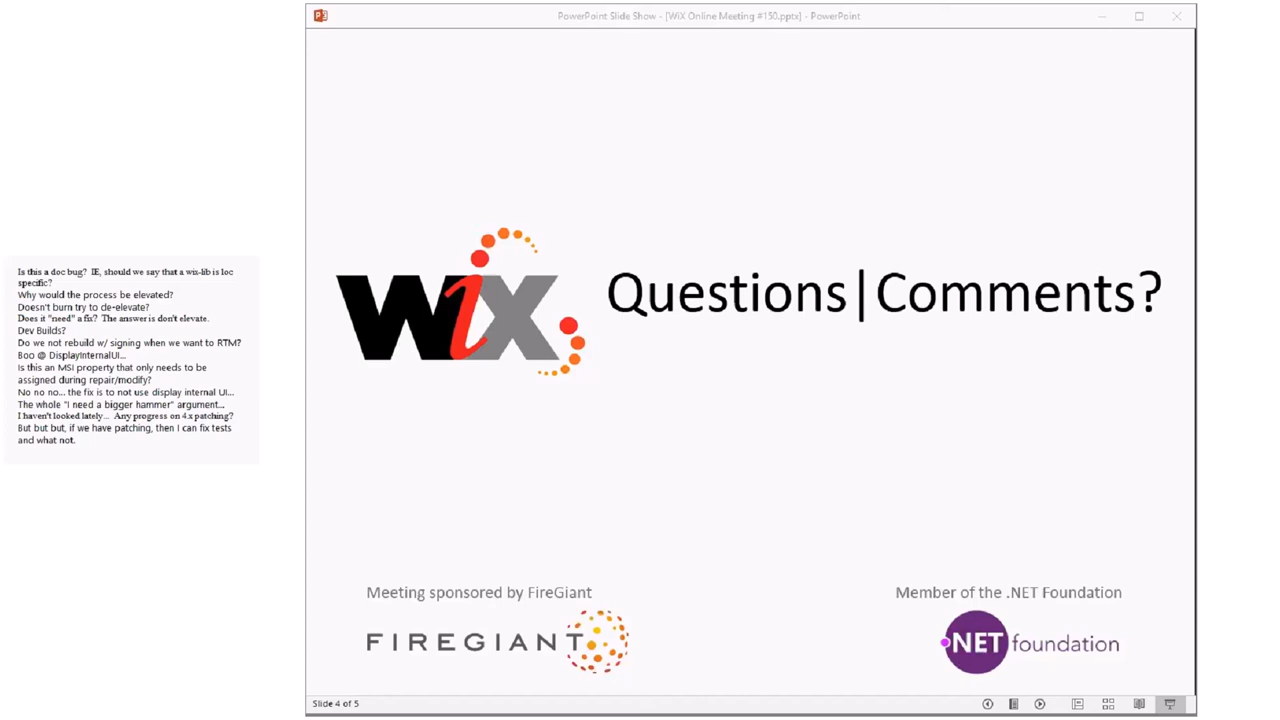 PowerPoint Slide Show - [WiX Online Meeting #150.pptx] - PowerPoint
Is this a doc bug?  IE, should we say that a wix-lib is loc
specific?
Why would the process be elevated?
Doesn't burn try to de-elevate?
Does it "need" a fix?  The answer is don't elevate.
Dev Builds?
Do we not rebuild w/ signing when we want to RTM?
Boo @ DisplayInternalUI...
Is this an MSI property that only needs to be
assigned during repair/modify?
No no no... the fix is to not use display internal UI...
The whole "I need a bigger hammer" argument...
I haven't looked lately...  Any progress on 4.x patching?
But but but, if we have patching, then I can fix tests
and what not.
WiX
Questions|Comments?
Meeting sponsored by FireGiant
FIREGIANT
Member of the .NET Foundation
.NET foundation
Slide 4 of 5